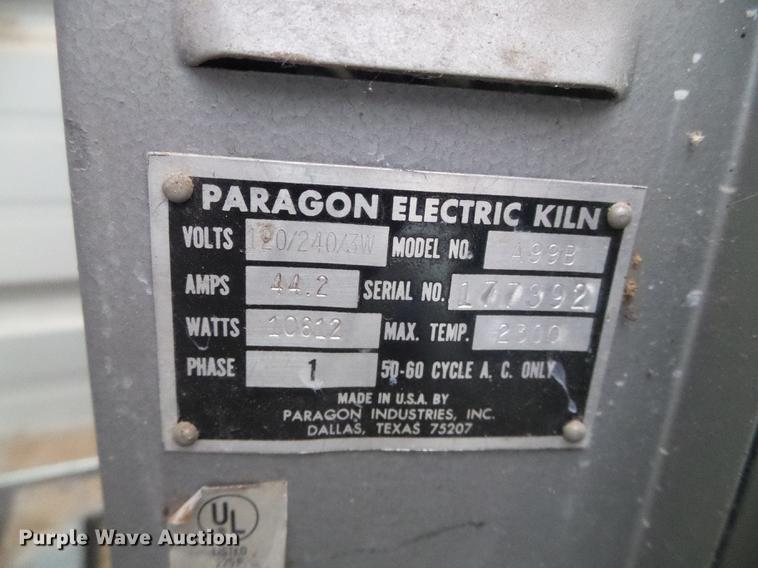 PARAGON ELECTRIC KILN
VOLTS 120/240/3W MODEL NO. A99B
AMPS 44.2 SERIAL NO. 177992
WATTS 10612 MAX. TEMP. 2300
PHASE 1 50-60 CYCLE A. C. ONLY
MADE IN U.S.A. BY
PARAGON INDUSTRIES, INC.
DALLAS, TEXAS 75207
UL
LISTED
Purple Wave Auction